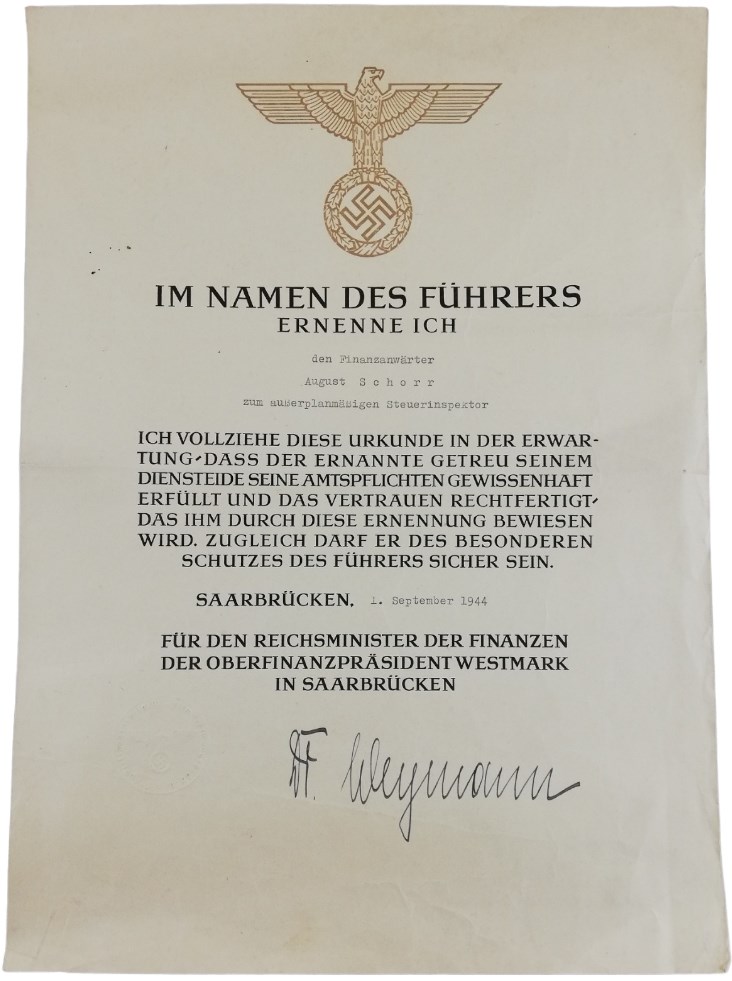 IM NAMEN DES FÜHRERS
ERNENNE ICH
den Finanzanwärter
August S c h o r r
zum außerplanmäßigen Steuerinspektor
ICH VOLLZIEHE DIESE URKUNDE IN DER ERWAR-
TUNG, DASS DER ERNANNTE GETREU SEINEM
DIENSTEIDE SEINE AMTSPFLICHTEN GEWISSENHAFT
ERFÜLLT UND DAS VERTRAUEN RECHTFERTIGT,
DAS IHM DURCH DIESE ERNENNUNG BEWIESEN
WIRD. ZUGLEICH DARF ER DES BESONDEREN
SCHUTZES DES FÜHRERS SICHER SEIN.
SAARBRÜCKEN, 1. September 1944
FÜR DEN REICHSMINISTER DER FINANZEN
DER OBERFINANZPRÄSIDENT WESTMARK
IN SAARBRÜCKEN
Dr. Weymann